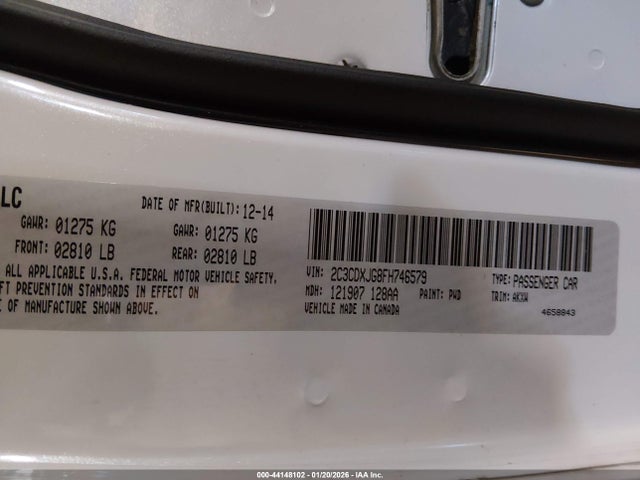 LC
DATE OF MFR(BUILT): 12-14
GAWR: 01275 KG GAWR: 01275 KG
FRONT: 02810 LB REAR: 02810 LB
ALL APPLICABLE U.S.A. FEDERAL MOTOR VEHICLE SAFETY,
FT PREVENTION STANDARDS IN EFFECT ON
E OF MANUFACTURE SHOWN ABOVE.
VIN: 2C3CDXJG8FH746579 TYPE: PASSENGER CAR
MDH: 121907 128AA PAINT: PWD TRIM: AKXW
VEHICLE MADE IN CANADA 4658843
000-44148102 — 01/20/2026 — IAA Inc.